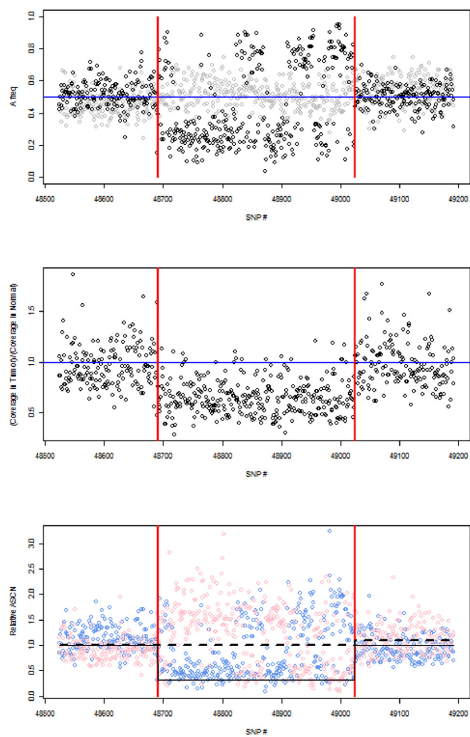 A freq
0.0 0.2 0.4 0.6 0.8 1.0
48500 48600 48700 48800 48900 49000 49100 49200
SNP #
(Coverage in Tumor)/(Coverage in Normal)
0.5 1.0 1.5
48500 48600 48700 48800 48900 49000 49100 49200
SNP #
Relative ASCN
0.0 0.5 1.0 1.5 2.0 2.5 3.0
48500 48600 48700 48800 48900 49000 49100 49200
SNP #